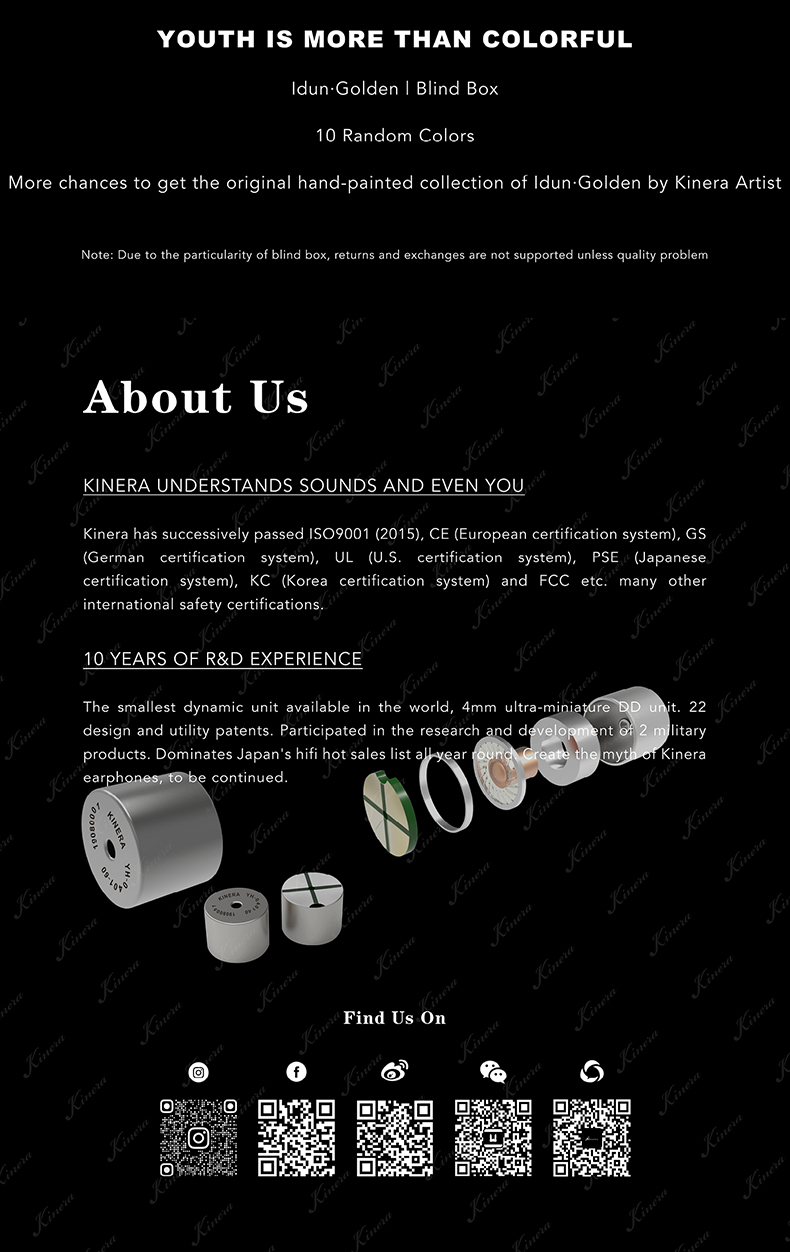 YOUTH IS MORE THAN COLORFUL
Idun·Golden | Blind Box
10 Random Colors
More chances to get the original hand-painted collection of Idun·Golden by Kinera Artist
Note: Due to the particularity of blind box, returns and exchanges are not supported unless quality problem
About Us
KINERA UNDERSTANDS SOUNDS AND EVEN YOU
Kinera has successively passed ISO9001 (2015), CE (European certification system), GS
(German certification system), UL (U.S. certification system), PSE (Japanese
certification system), KC (Korea certification system) and FCC etc. many other
international safety certifications.
10 YEARS OF R&D EXPERIENCE
The smallest dynamic unit available in the world, 4mm ultra-miniature DD unit. 22
design and utility patents. Participated in the research and development of 2 military
products. Dominates Japan's hifi hot sales list all year round. Create the myth of Kinera
earphones, to be continued.
KINERA
YH-0401-60
19080001
KINERA
Find Us On